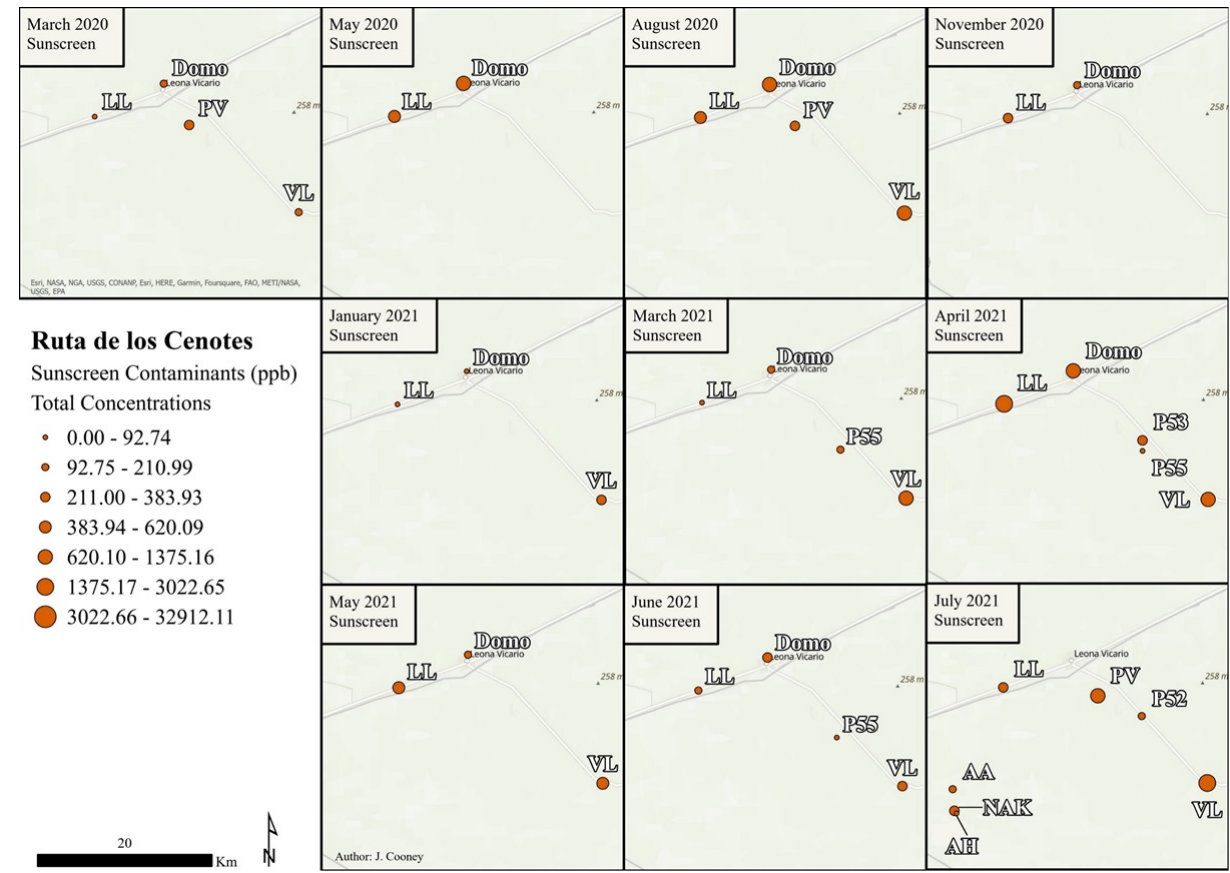 March 2020
Sunscreen
Domo
Leona Vicario
LL
PV
258 m
VL
Esri, NASA, NGA, USGS, CONANP, Esri, HERE, Garmin, Foursquare, FAO, METI/NASA,
USGS, EPA
May 2020
Sunscreen
Domo
eona Vicario
LL
258 m
August 2020
Sunscreen
Domo
eona Vicario
LL
PV
258 m
VL
November 2020
Sunscreen
Domo
Leona Vicario
LL
258 m
Ruta de los Cenotes
Sunscreen Contaminants (ppb)
Total Concentrations
0.00 - 92.74
92.75 - 210.99
211.00 - 383.93
383.94 - 620.09
620.10 - 1375.16
1375.17 - 3022.65
3022.66 - 32912.11
20
Km
N
January 2021
Sunscreen
Domo
Leona Vicario
LL
258 m
VL
March 2021
Sunscreen
Domo
Leona Vicario
LL
258 m
P55
VL
April 2021
Sunscreen
Domo
eona Vicario
LL
258 m
P53
P55
VL
May 2021
Sunscreen
Domo
Leona Vicario
LL
258 m
VL
Author: J. Cooney
June 2021
Sunscreen
Domo
Leona Vicario
LL
258 m
P55
VL
July 2021
Sunscreen
Leona Vicario
LL
PV
258 m
P52
AA
NAK
AH
VL